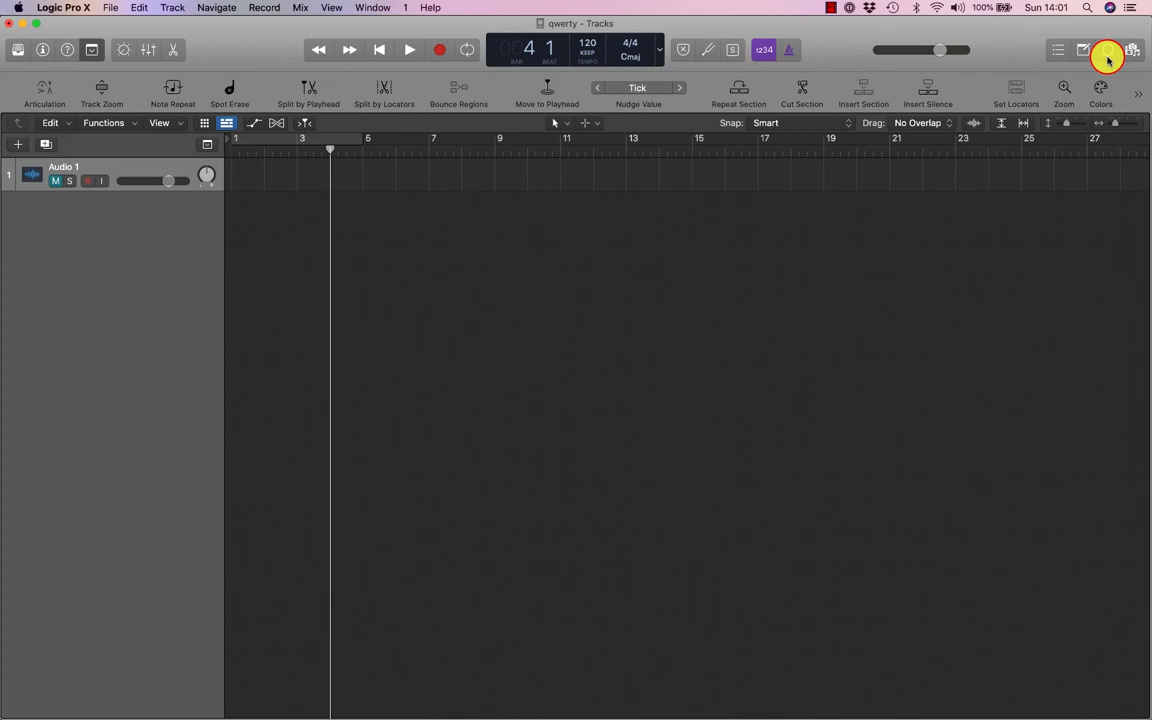 Logic Pro X File Edit Track Navigate Record Mix View Window 1 Help 100% Sun 14:01
qwerty - Tracks
004 1 120 4/4
KEEP Cmaj
BAR BEAT TEMPO
1234
S
Tick
Articulation Track Zoom Note Repeat Spot Erase Split by Playhead Split by Locators Bounce Regions Move to Playhead Nudge Value Repeat Section Cut Section Insert Section Insert Silence Set Locators Zoom Colors
Edit Functions View Snap: Smart Drag: No Overlap
1 3 5 7 9 11 13 15 17 19 21 23 25 27
Audio 1
1 M S R I
L R